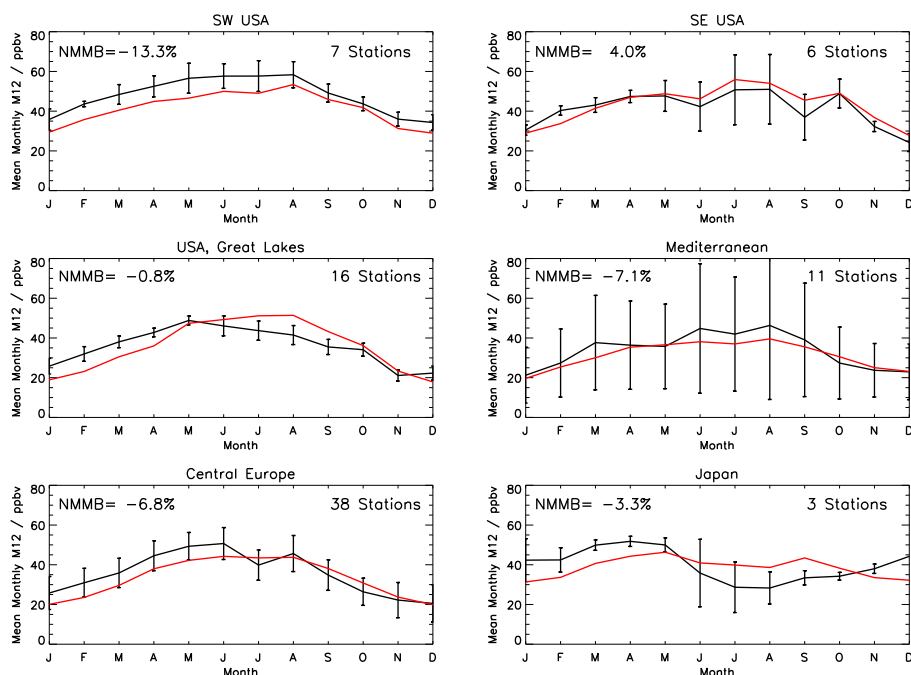 SW USA
NMMB=-13.3% 7 Stations
Mean Monthly M12 / ppbv
80
60
40
20
0
J F M A M J J A S O N D
Month
SE USA
NMMB= 4.0% 6 Stations
Mean Monthly M12 / ppbv
80
60
40
20
0
J F M A M J J A S O N D
Month
USA, Great Lakes
NMMB= -0.8% 16 Stations
Mean Monthly M12 / ppbv
80
60
40
20
0
J F M A M J J A S O N D
Month
Mediterranean
NMMB= -7.1% 11 Stations
Mean Monthly M12 / ppbv
80
60
40
20
0
J F M A M J J A S O N D
Month
Central Europe
NMMB= -6.8% 38 Stations
Mean Monthly M12 / ppbv
80
60
40
20
0
J F M A M J J A S O N D
Month
Japan
NMMB= -3.3% 3 Stations
Mean Monthly M12 / ppbv
80
60
40
20
0
J F M A M J J A S O N D
Month